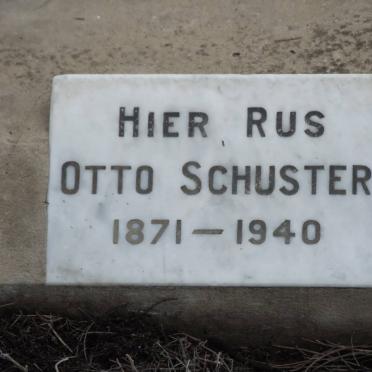 HIER RUS
OTTO SCHUSTER
1871 — 1940